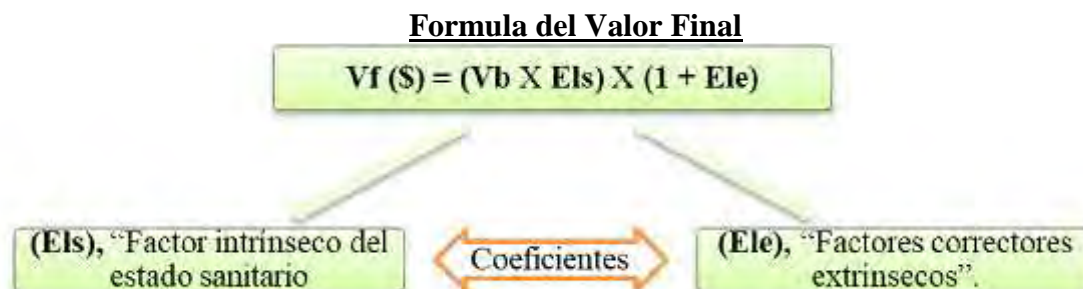 Formula del Valor Final
Vf ($) = (Vb X Els) X (1 + Ele)
(Els), “Factor intrínseco del
estado sanitario
Coeficientes
(Ele), “Factores correctores
extrinsecos”.